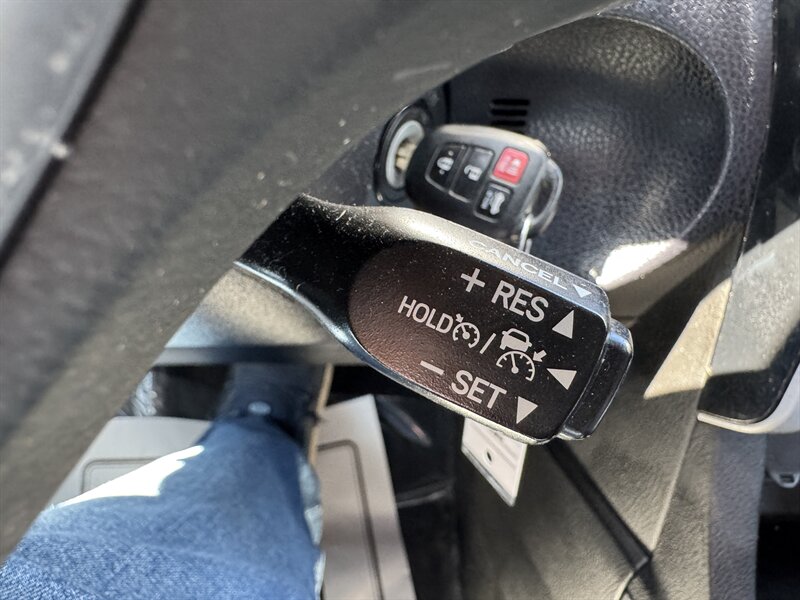 CANCEL
+ RES
HOLD /
− SET